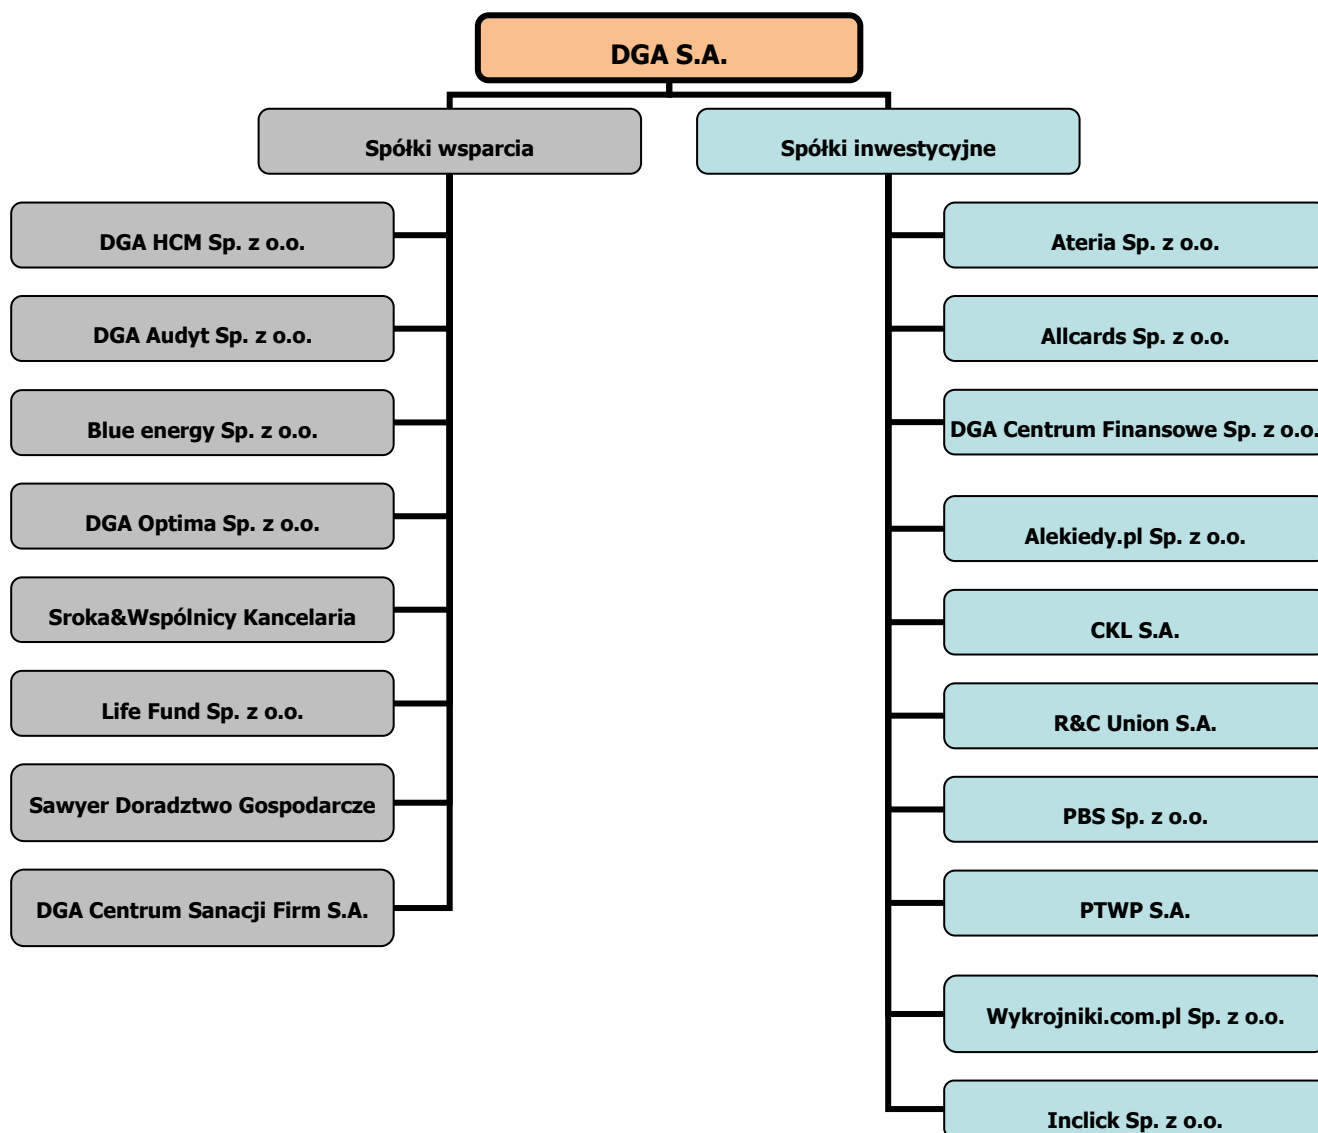 DGA S.A.
Spółki wsparcia
Spółki inwestycyjne
DGA HCM Sp. z o.o.
DGA Audyt Sp. z o.o.
Blue energy Sp. z o.o.
DGA Optima Sp. z o.o.
Sroka&Wspólnicy Kancelaria
Life Fund Sp. z o.o.
Sawyer Doradztwo Gospodarcze
DGA Centrum Sanacji Firm S.A.
Ateria Sp. z o.o.
Allcards Sp. z o.o.
DGA Centrum Finansowe Sp. z o.o.
Alekiedy.pl Sp. z o.o.
CKL S.A.
R&C Union S.A.
PBS Sp. z o.o.
PTWP S.A.
Wykrojniki.com.pl Sp. z o.o.
Inclick Sp. z o.o.